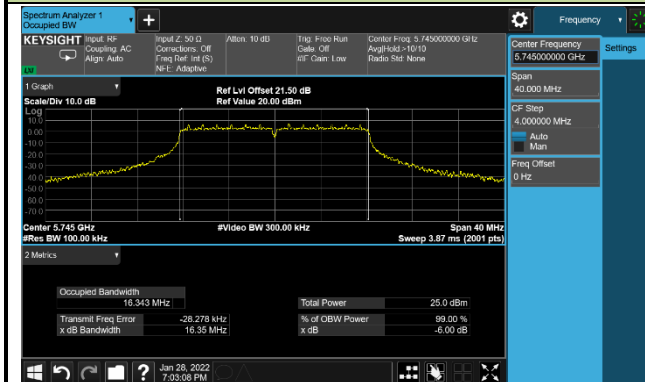 Spectrum Analyzer 1
Occupied BW
Frequency
KEYSIGHT
Input: RF
Coupling: AC
Align: Auto
Input Z: 50 Ω
Corrections: Off
Freq Ref: Int (S)
NFE: Adaptive
Atten: 10 dB
Trig: Free Run
Gate: Off
#IF Gain: Low
Center Freq: 5.745000000 GHz
Avg|Hold:>10/10
Radio Std: None
LXI
Center Frequency
5.745000000 GHz
Settings
Span
40.000 MHz
CF Step
4.000000 MHz
Auto
Man
Freq Offset
0 Hz
1 Graph
Scale/Div 10.0 dB
Ref Lvl Offset 21.50 dB
Ref Value 20.00 dBm
Log
10.0
0.00
-10.0
-20.0
-30.0
-40.0
-50.0
-60.0
-70.0
Center 5.745 GHz
#Video BW 300.00 kHz
Span 40 MHz
#Res BW 100.00 kHz
Sweep 3.87 ms (2001 pts)
2 Metrics
Occupied Bandwidth
16.343 MHz
Total Power
25.0 dBm
Transmit Freq Error
-28.278 kHz
% of OBW Power
99.00 %
x dB Bandwidth
16.35 MHz
x dB
-6.00 dB
Jan 28, 2022
7:03:08 PM